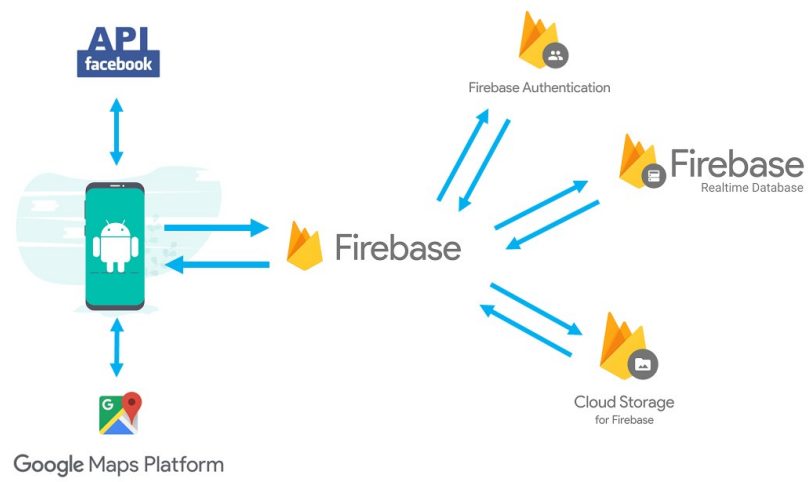 API
facebook
Firebase Authentication
Firebase
Realtime Database
Firebase
Cloud Storage
for Firebase
G
Google Maps Platform